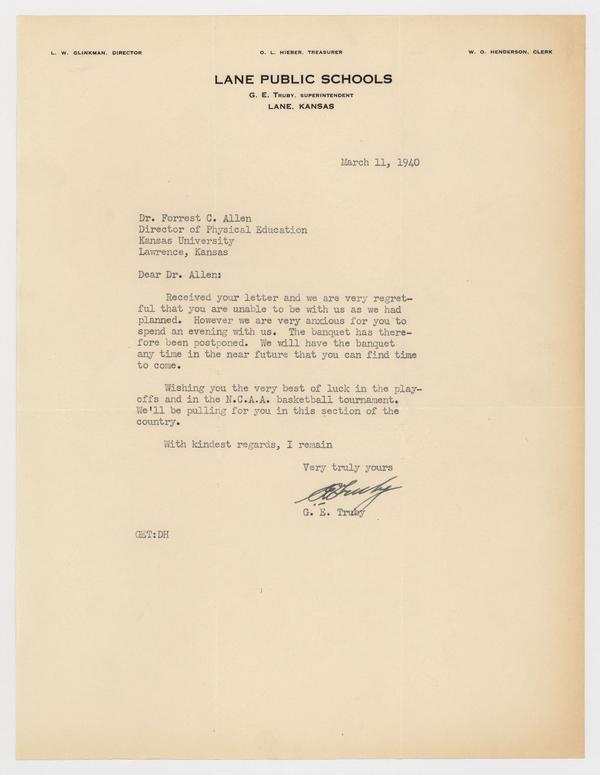 L. W. GLINKMAN, DIRECTOR O. L. HIEBER, TREASURER W. O. HENDERSON, CLERK
LANE PUBLIC SCHOOLS
G. E. TRUBY, SUPERINTENDENT
LANE, KANSAS
March 11, 1940
Dr. Forrest C. Allen
Director of Physical Education
Kansas University
Lawrence, Kansas
Dear Dr. Allen:
Received your letter and we are very regret-
ful that you are unable to be with us as we had
planned. However we are very anxious for you to
spend an evening with us. The banquet has there-
fore been postponed. We will have the banquet
any time in the near future that you can find time
to come.
Wishing you the very best of luck in the play-
offs and in the N.C.A.A. basketball tournament.
We'll be pulling for you in this section of the
country.
With kindest regards, I remain
Very truly yours
G E Truby
G. E. Truby
GET:DH